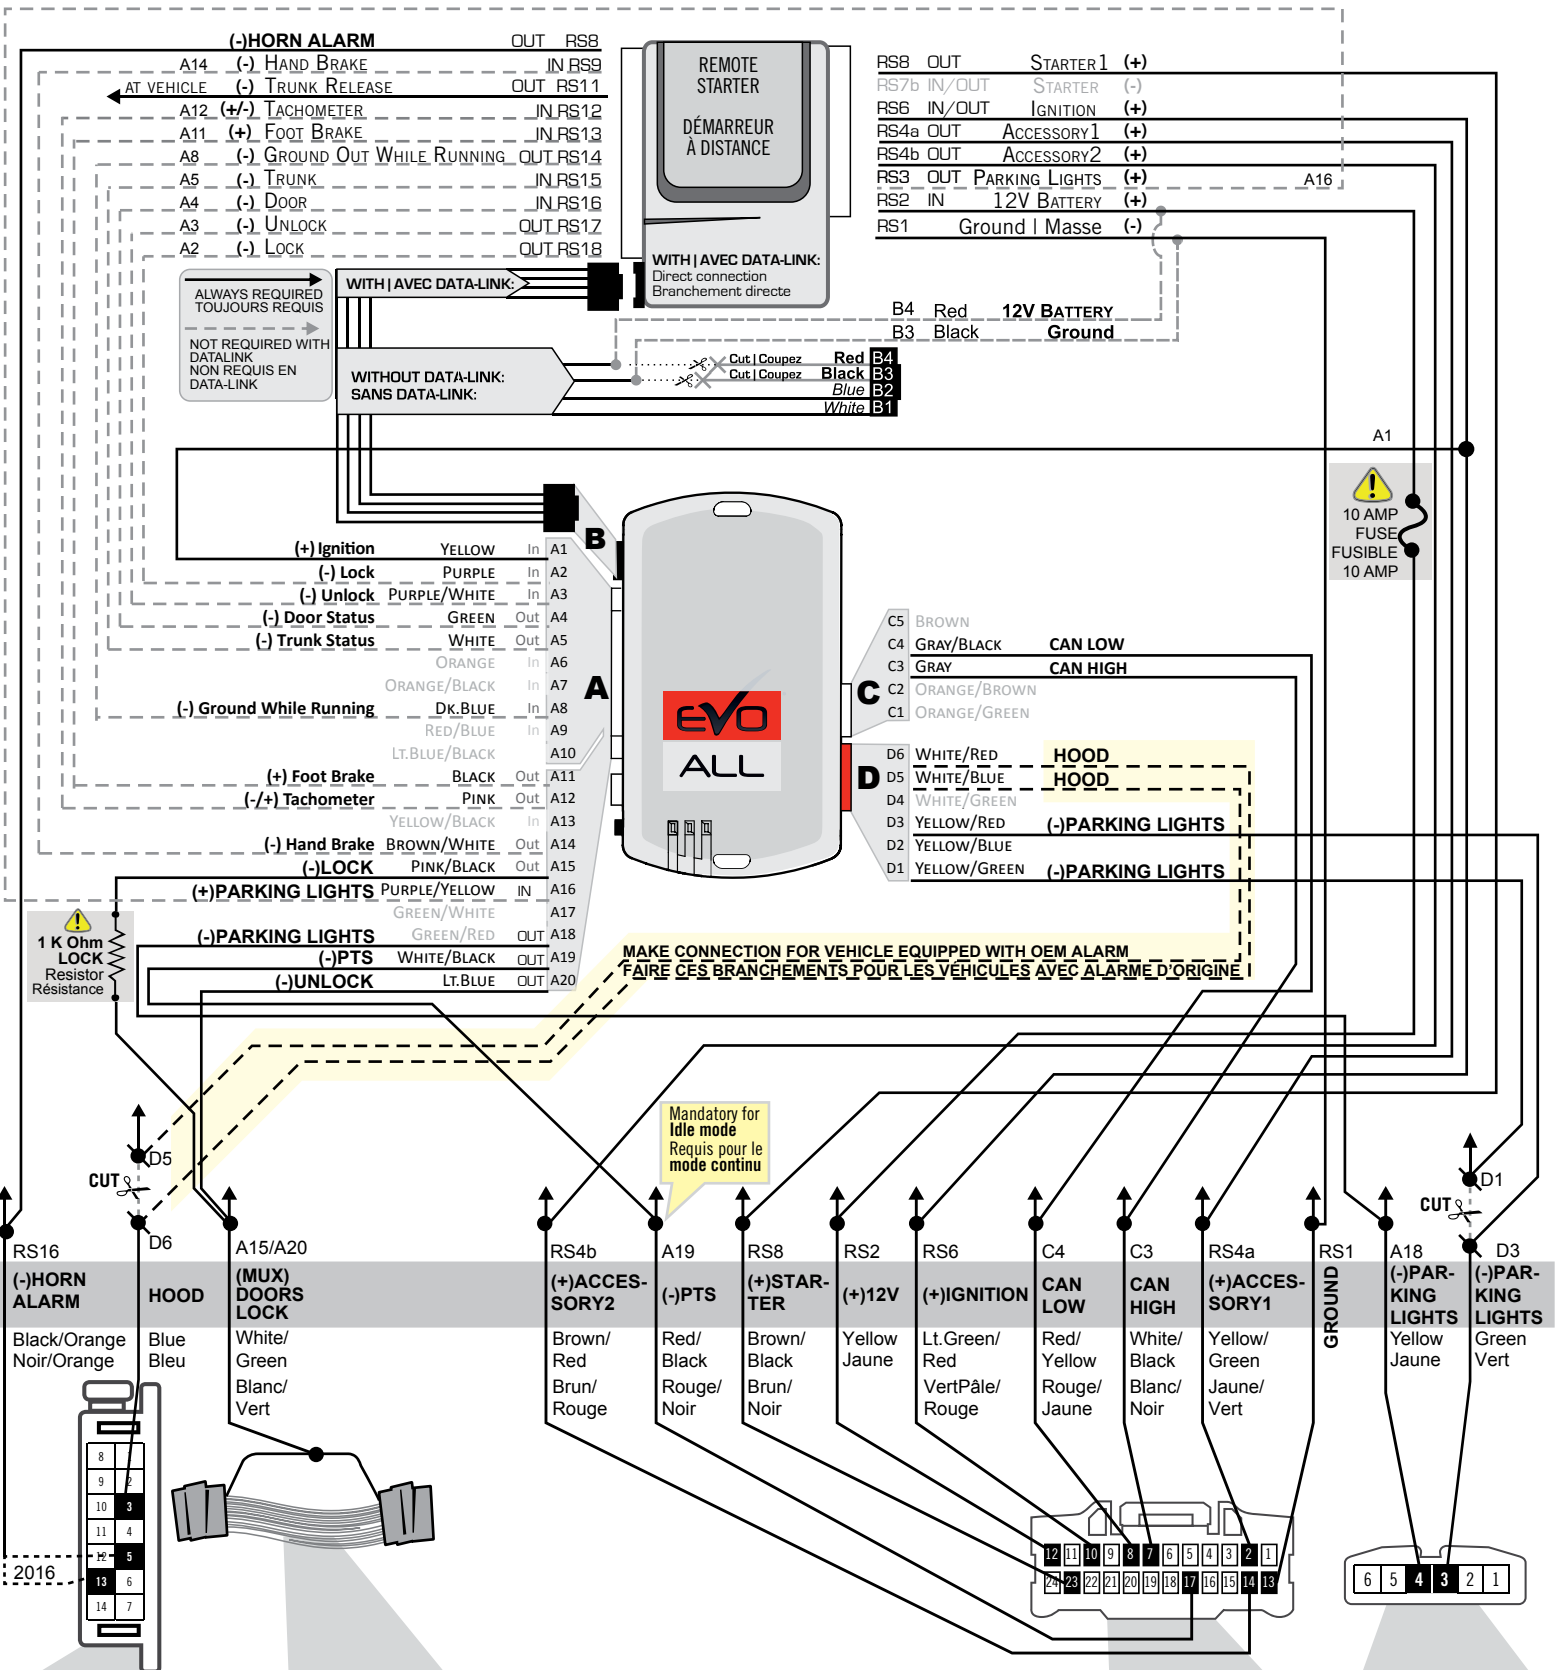 (-)HORN ALARM OUT RS8
A14 (-) HAND BRAKE IN RS9
AT VEHICLE (-) TRUNK RELEASE OUT RS11
A12 (+/-) TACHOMETER IN RS12
A11 (+) FOOT BRAKE IN RS13
A8 (-) GROUND OUT WHILE RUNNING OUT RS14
A5 (-) TRUNK IN RS15
A4 (-) DOOR IN RS16
A3 (-) UNLOCK OUT RS17
A2 (-) LOCK OUT RS18
REMOTE
STARTER
DÉMARREUR
À DISTANCE
WITH | AVEC DATA-LINK:
Direct connection
Branchement directe
RS8 OUT STARTER1 (+)
RS7b IN/OUT STARTER (-)
RS6 IN/OUT IGNITION (+)
RS4a OUT ACCESSORY1 (+)
RS4b OUT ACCESSORY2 (+)
RS3 OUT PARKING LIGHTS (+) A16
RS2 IN 12V BATTERY (+)
RS1 Ground | Masse (-)
ALWAYS REQUIRED
TOUJOURS REQUIS
NOT REQUIRED WITH
DATALINK
NON REQUIS EN
DATA-LINK
WITH | AVEC DATA-LINK:
WITHOUT DATA-LINK:
SANS DATA-LINK:
B4 Red 12V BATTERY
B3 Black Ground
Cut | Coupez Red B4
Cut | Coupez Black B3
Blue B2
White B1
A1
10 AMP
FUSE
FUSIBLE
10 AMP
B
(+) Ignition YELLOW In A1
(-) Lock PURPLE In A2
(-) Unlock PURPLE/WHITE In A3
(-) Door Status GREEN Out A4
(-) Trunk Status WHITE Out A5
ORANGE In A6
ORANGE/BLACK In A7
(-) Ground While Running DK.BLUE In A8
RED/BLUE In A9
LT.BLUE/BLACK A10
(+) Foot Brake BLACK Out A11
(-/+) Tachometer PINK Out A12
YELLOW/BLACK In A13
(-) Hand Brake BROWN/WHITE Out A14
(-)LOCK PINK/BLACK Out A15
(+)PARKING LIGHTS PURPLE/YELLOW IN A16
GREEN/WHITE A17
(-)PARKING LIGHTS GREEN/RED OUT A18
(-)PTS WHITE/BLACK OUT A19
(-)UNLOCK LT.BLUE OUT A20
A
EVO
ALL
C
C5 BROWN
C4 GRAY/BLACK CAN LOW
C3 GRAY CAN HIGH
C2 ORANGE/BROWN
C1 ORANGE/GREEN
D
D6 WHITE/RED HOOD
D5 WHITE/BLUE HOOD
D4 WHITE/GREEN
D3 YELLOW/RED (-)PARKING LIGHTS
D2 YELLOW/BLUE
D1 YELLOW/GREEN (-)PARKING LIGHTS
1 K Ohm
LOCK
Resistor
Résistance
MAKE CONNECTION FOR VEHICLE EQUIPPED WITH OEM ALARM
FAIRE CES BRANCHEMENTS POUR LES VÉHICULES AVEC ALARME D'ORIGINE
Mandatory for
Idle mode
Requis pour le
mode continu
D5
CUT
D6
D1
CUT
D3
RS16
(-)HORN
ALARM
Black/Orange
Noir/Orange
HOOD
Blue
Bleu
A15/A20
(MUX)
DOORS
LOCK
White/
Green
Blanc/
Vert
RS4b
(+)ACCES-
SORY2
Brown/
Red
Brun/
Rouge
A19
(-)PTS
Red/
Black
Rouge/
Noir
RS8
(+)STAR-
TER
Brown/
Black
Brun/
Noir
RS2
(+)12V
Yellow
Jaune
RS6
(+)IGNITION
Lt.Green/
Red
VertPâle/
Rouge
C4
CAN
LOW
Red/
Yellow
Rouge/
Jaune
C3
CAN
HIGH
White/
Black
Blanc/
Noir
RS4a
(+)ACCES-
SORY1
Yellow/
Green
Jaune/
Vert
RS1
GROUND
A18
(-)PAR-
KING
LIGHTS
Yellow
Jaune
(-)PAR-
KING
LIGHTS
Green
Vert
8
9 2
10 3
11 4
12 5
13 6
14 7
2016
12 11 10 9 8 7 6 5 4 3 2 1
24 23 22 21 20 19 18 17 16 15 14 13
6 5 4 3 2 1